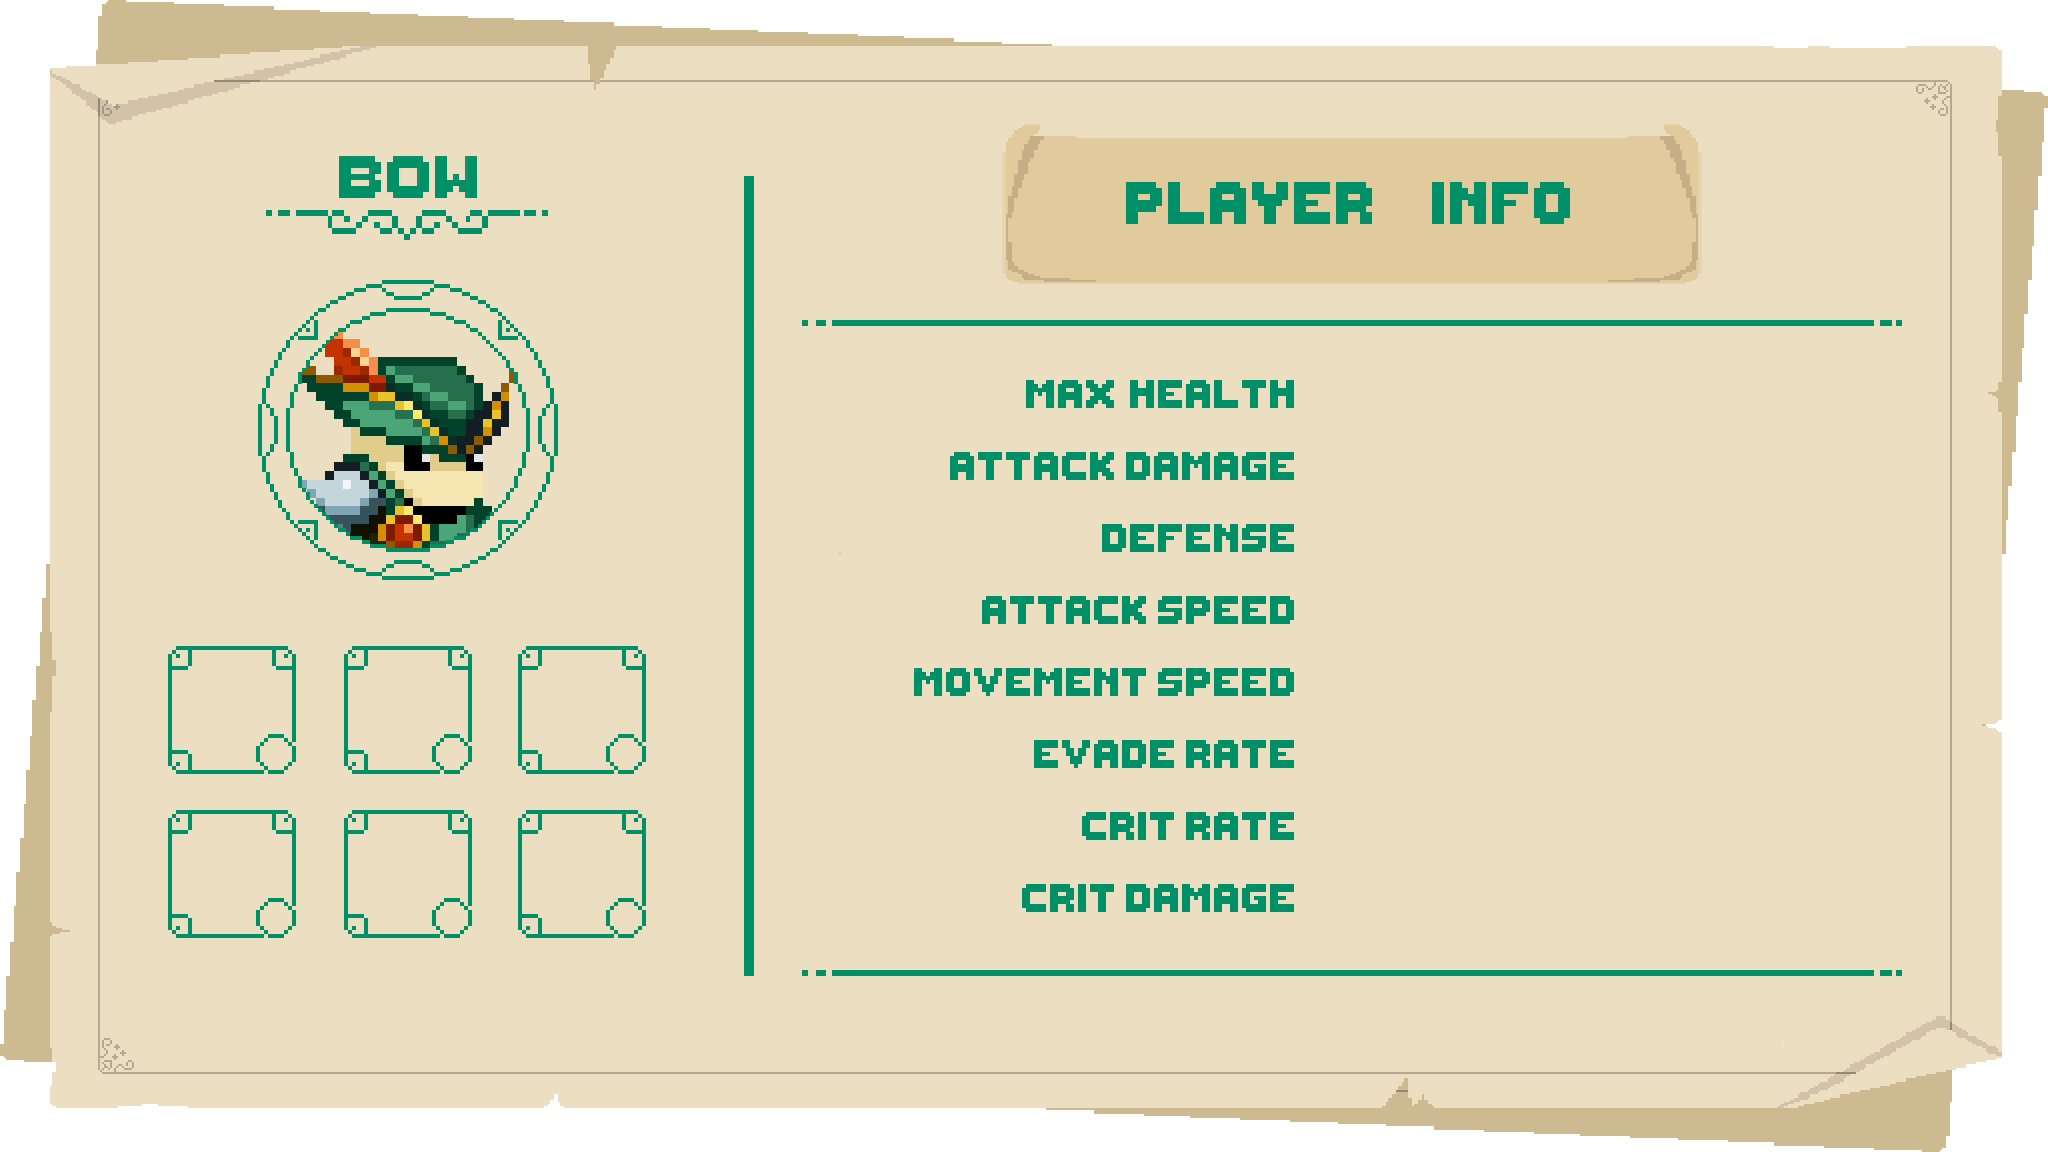 BOW
PLAYER INFO
MAX HEALTH
ATTACK DAMAGE
DEFENSE
ATTACK SPEED
MOVEMENT SPEED
EVADE RATE
CRIT RATE
CRIT DAMAGE